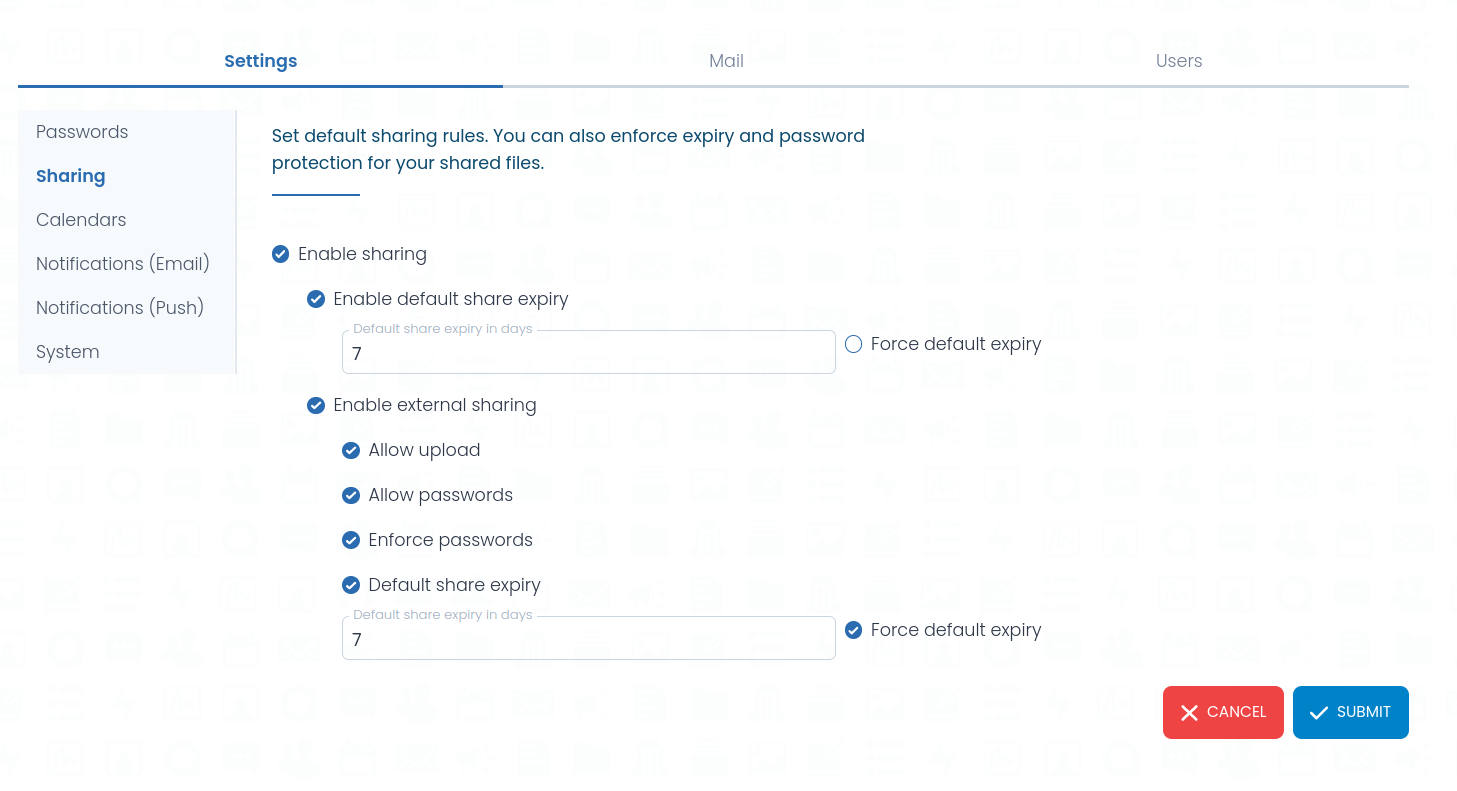 Settings
Mail
Users
Passwords
Sharing
Calendars
Notifications (Email)
Notifications (Push)
System
Set default sharing rules. You can also enforce expiry and password
protection for your shared files.
Enable sharing
Enable default share expiry
Default share expiry in days
7
Force default expiry
Enable external sharing
Allow upload
Allow passwords
Enforce passwords
Default share expiry
Default share expiry in days
7
Force default expiry
CANCEL
SUBMIT